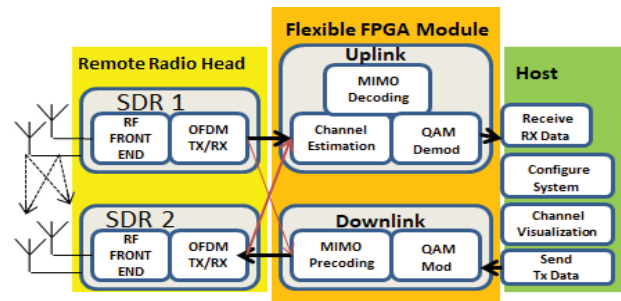 Flexible FPGA Module
Remote Radio Head
Uplink
Host
SDR 1
RF
FRONT
END
OFDM
TX/RX
MIMO
Decoding
Channel
Estimation
QAM
Demod
Receive
RX Data
Configure
System
Channel
Visualization
Send
Tx Data
SDR 2
RF
FRONT
END
OFDM
TX/RX
Downlink
MIMO
Precoding
QAM
Mod